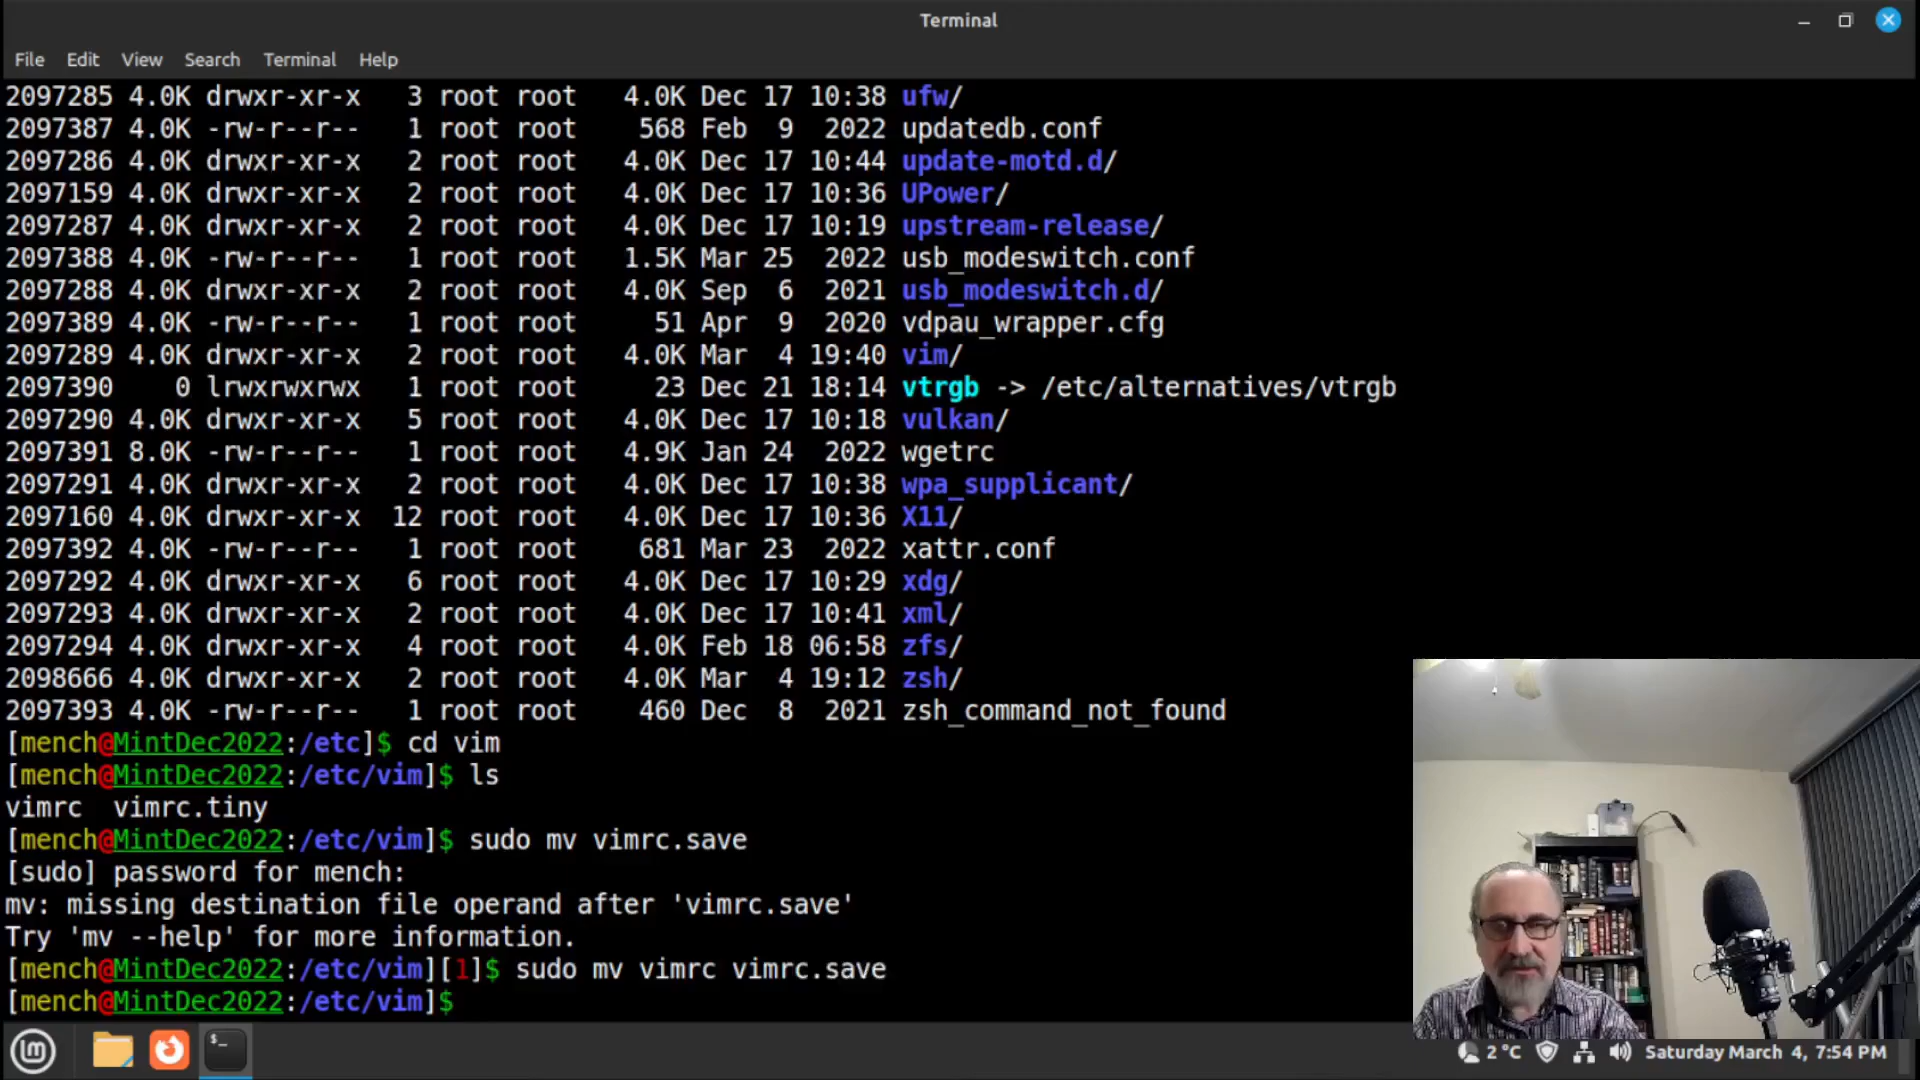 Terminal
File Edit View Search Terminal Help
2097285 4.0K drwxr-xr-x   3 root root   4.0K Dec 17 10:38 ufw/
2097387 4.0K -rw-r--r--   1 root root    568 Feb  9  2022 updatedb.conf
2097286 4.0K drwxr-xr-x   2 root root   4.0K Dec 17 10:44 update-motd.d/
2097159 4.0K drwxr-xr-x   2 root root   4.0K Dec 17 10:36 UPower/
2097287 4.0K drwxr-xr-x   2 root root   4.0K Dec 17 10:19 upstream-release/
2097388 4.0K -rw-r--r--   1 root root   1.5K Mar 25  2022 usb_modeswitch.conf
2097288 4.0K drwxr-xr-x   2 root root   4.0K Sep  6  2021 usb_modeswitch.d/
2097389 4.0K -rw-r--r--   1 root root     51 Apr  9  2020 vdpau_wrapper.cfg
2097289 4.0K drwxr-xr-x   2 root root   4.0K Mar  4 19:40 vim/
2097390    0 lrwxrwxrwx   1 root root     23 Dec 21 18:14 vtrgb -> /etc/alternatives/vtrgb
2097290 4.0K drwxr-xr-x   5 root root   4.0K Dec 17 10:18 vulkan/
2097391 8.0K -rw-r--r--   1 root root   4.9K Jan 24  2022 wgetrc
2097291 4.0K drwxr-xr-x   2 root root   4.0K Dec 17 10:38 wpa_supplicant/
2097160 4.0K drwxr-xr-x  12 root root   4.0K Dec 17 10:36 X11/
2097392 4.0K -rw-r--r--   1 root root    681 Mar 23  2022 xattr.conf
2097292 4.0K drwxr-xr-x   6 root root   4.0K Dec 17 10:29 xdg/
2097293 4.0K drwxr-xr-x   2 root root   4.0K Dec 17 10:41 xml/
2097294 4.0K drwxr-xr-x   4 root root   4.0K Feb 18 06:58 zfs/
2098666 4.0K drwxr-xr-x   2 root root   4.0K Mar  4 19:12 zsh/
2097393 4.0K -rw-r--r--   1 root root    460 Dec  8  2021 zsh_command_not_found
[mench@MintDec2022:/etc]$ cd vim
[mench@MintDec2022:/etc/vim]$ ls
vimrc  vimrc.tiny
[mench@MintDec2022:/etc/vim]$ sudo mv vimrc.save
[sudo] password for mench:
mv: missing destination file operand after 'vimrc.save'
Try 'mv --help' for more information.
[mench@MintDec2022:/etc/vim][1]$ sudo mv vimrc vimrc.save
[mench@MintDec2022:/etc/vim]$
2 °C Saturday March 4, 7:54 PM